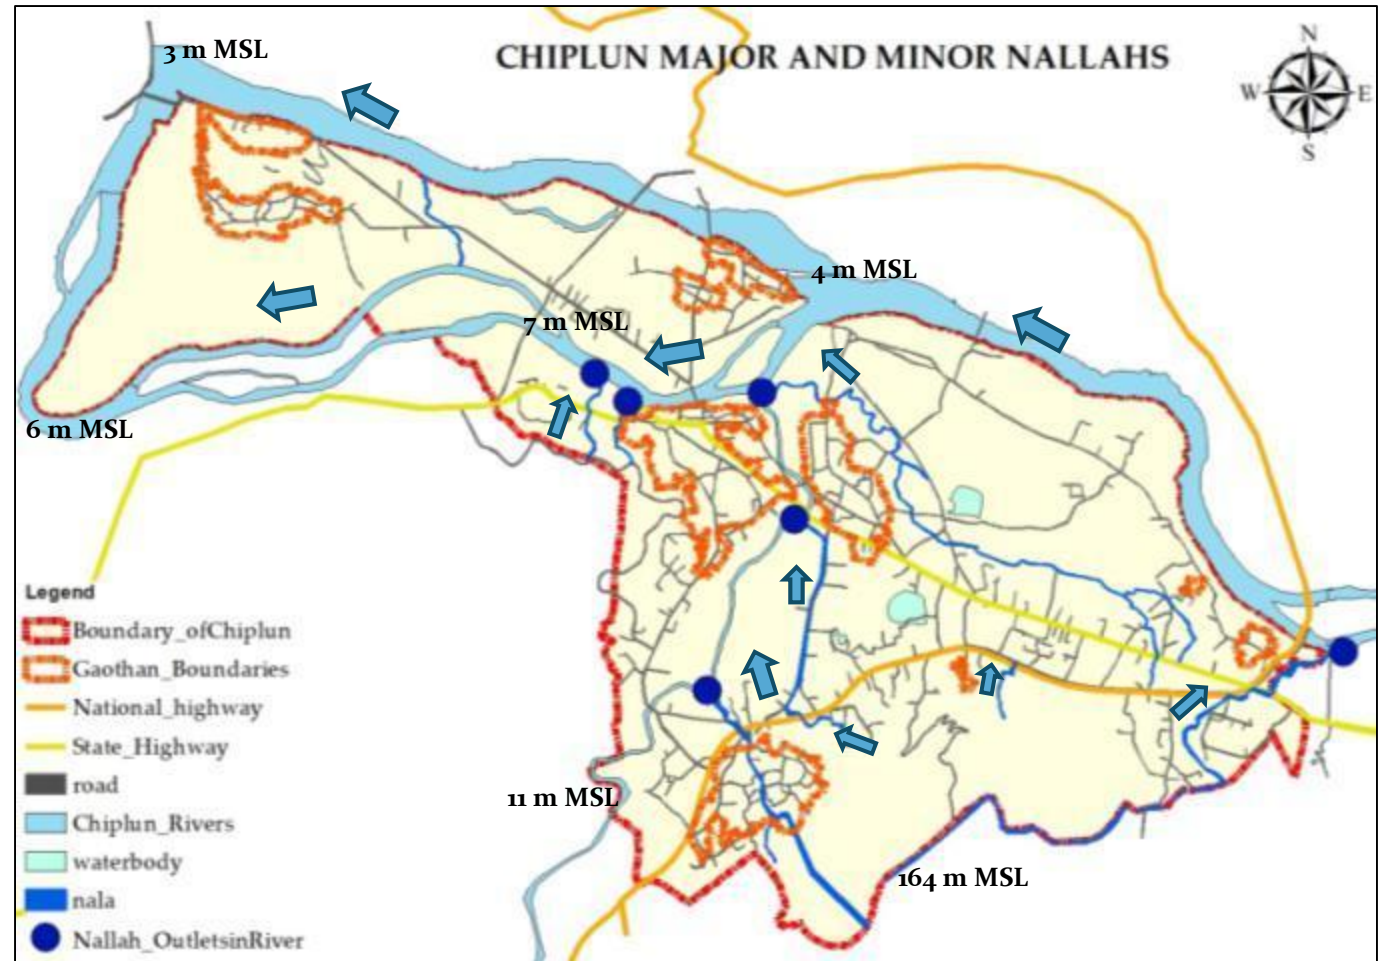 3 m MSL
CHIPLUN MAJOR AND MINOR NALLAHS
N
W
E
S
4 m MSL
7 m MSL
6 m MSL
11 m MSL
164 m MSL
Legend
Boundary_ofChiplun
Gaothan_Boundaries
National_highway
State_Highway
road
Chiplun_Rivers
waterbody
nala
Nallah_OutletsinRiver